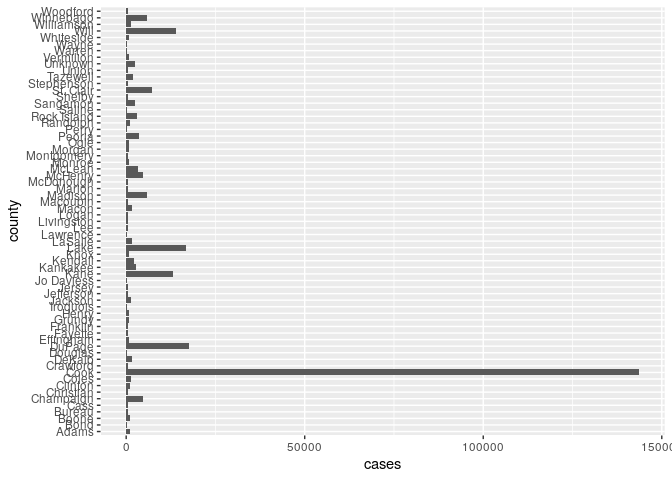 Woodford
Winnebago
Williamson
Will
Whiteside
Wayne
Warren
Vermilion
Unknown
Union
Tazewell
Stephenson
St. Clair
Shelby
Sangamon
Saline
Rock Island
Randolph
Perry
Peoria
Ogle
Morgan
Montgomery
Monroe
McLean
McHenry
McDonough
Marion
Madison
Macoupin
Macon
Logan
Livingston
Lee
Lawrence
LaSalle
Lake
Knox
Kendall
Kankakee
Kane
Jo Daviess
Jersey
Jefferson
Jackson
Iroquois
Henry
Grundy
Franklin
Fayette
Effingham
DuPage
Douglas
DeKalb
Crawford
Cook
Coles
Clinton
Christian
Champaign
Cass
Bureau
Boone
Bond
Adams
county
0 50000 100000 15000
cases